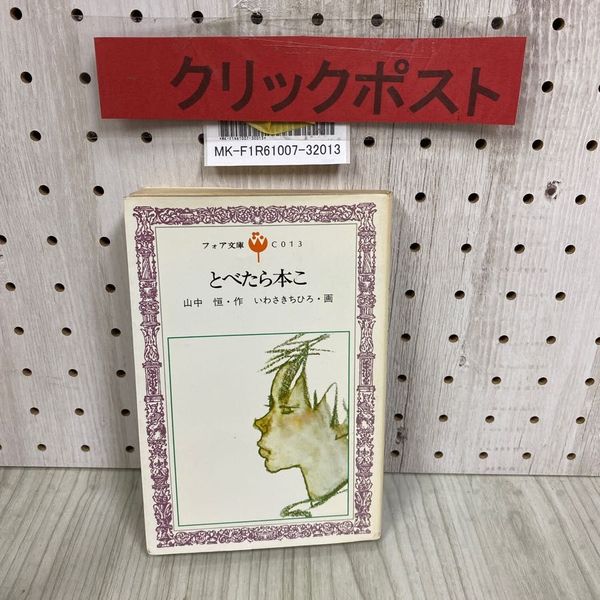 クリックポスト
MK-F1R61007-32013
フォア文庫 C013
とべたら本こ
山中 恒・作 いわさきちひろ・画